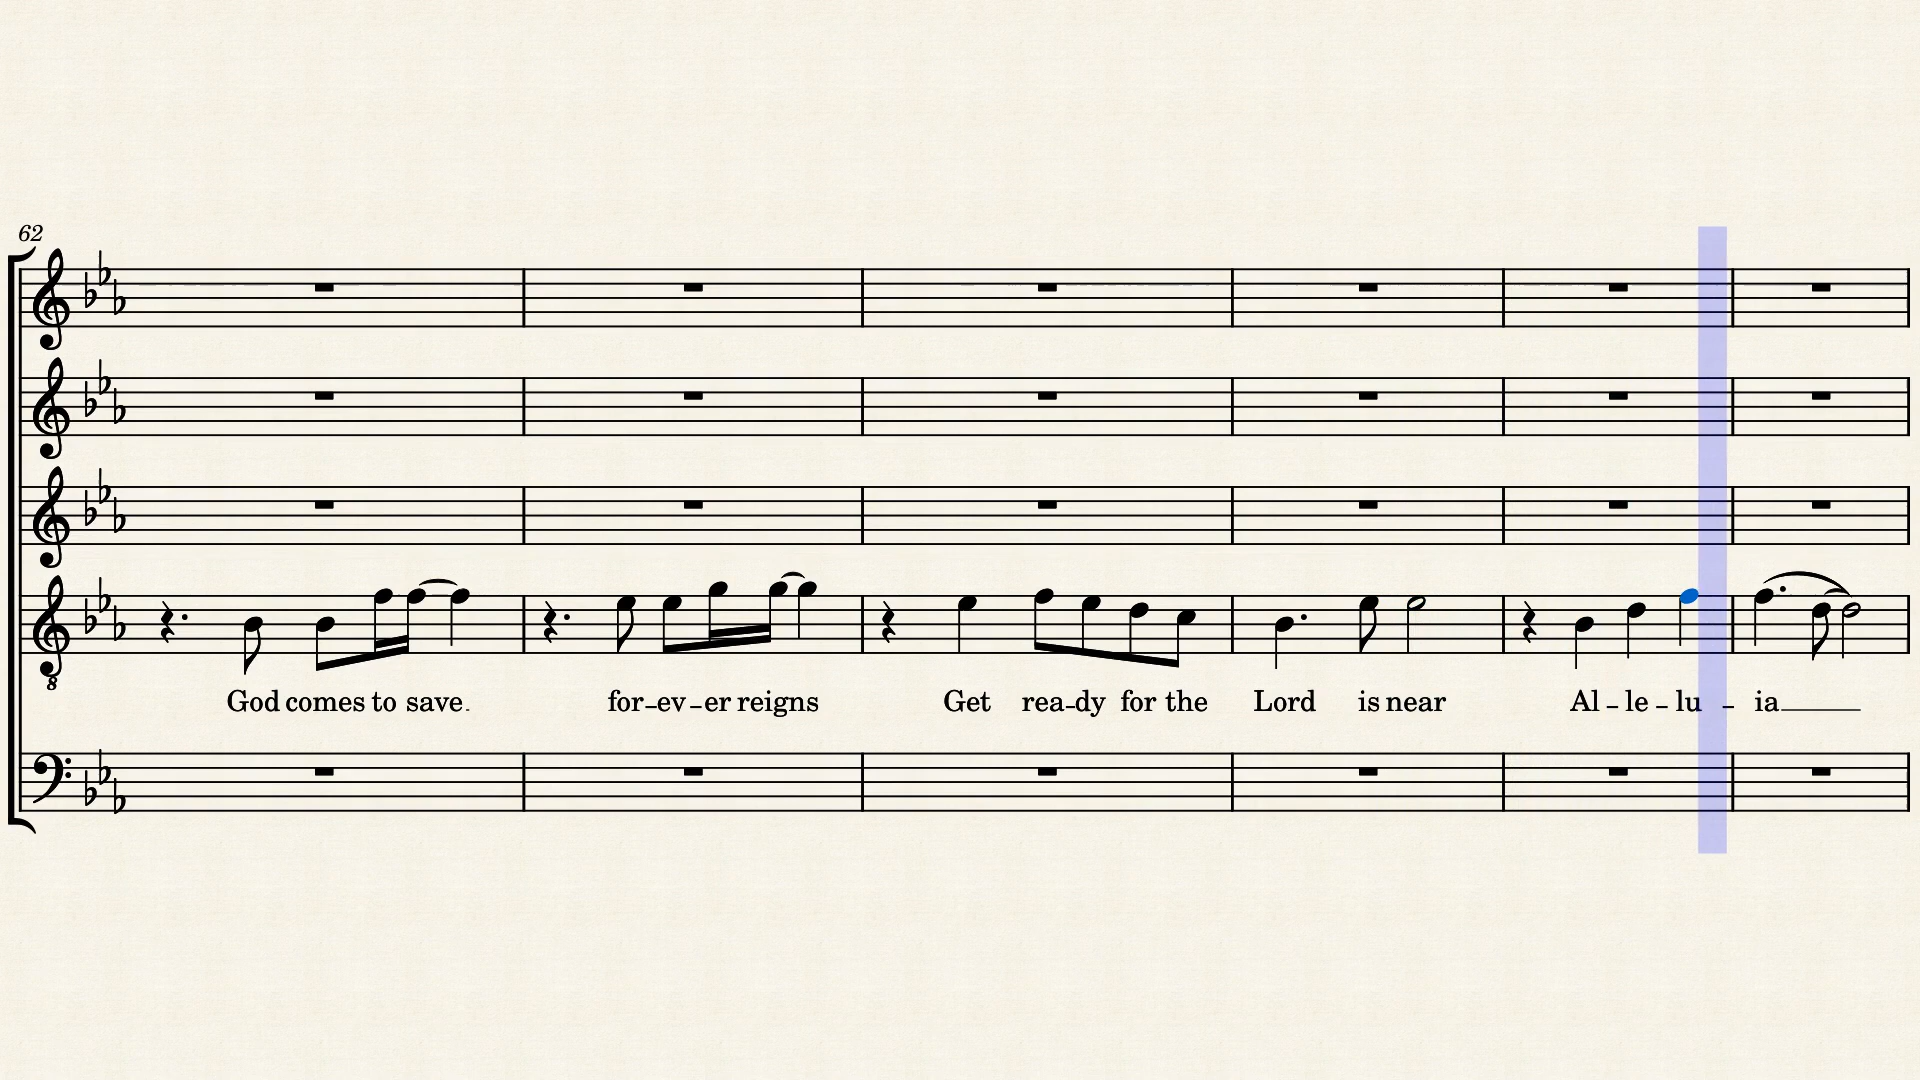 62
8
God comes to save. for-ev-er reigns Get rea-dy for the Lord is near Al-le-lu-ia